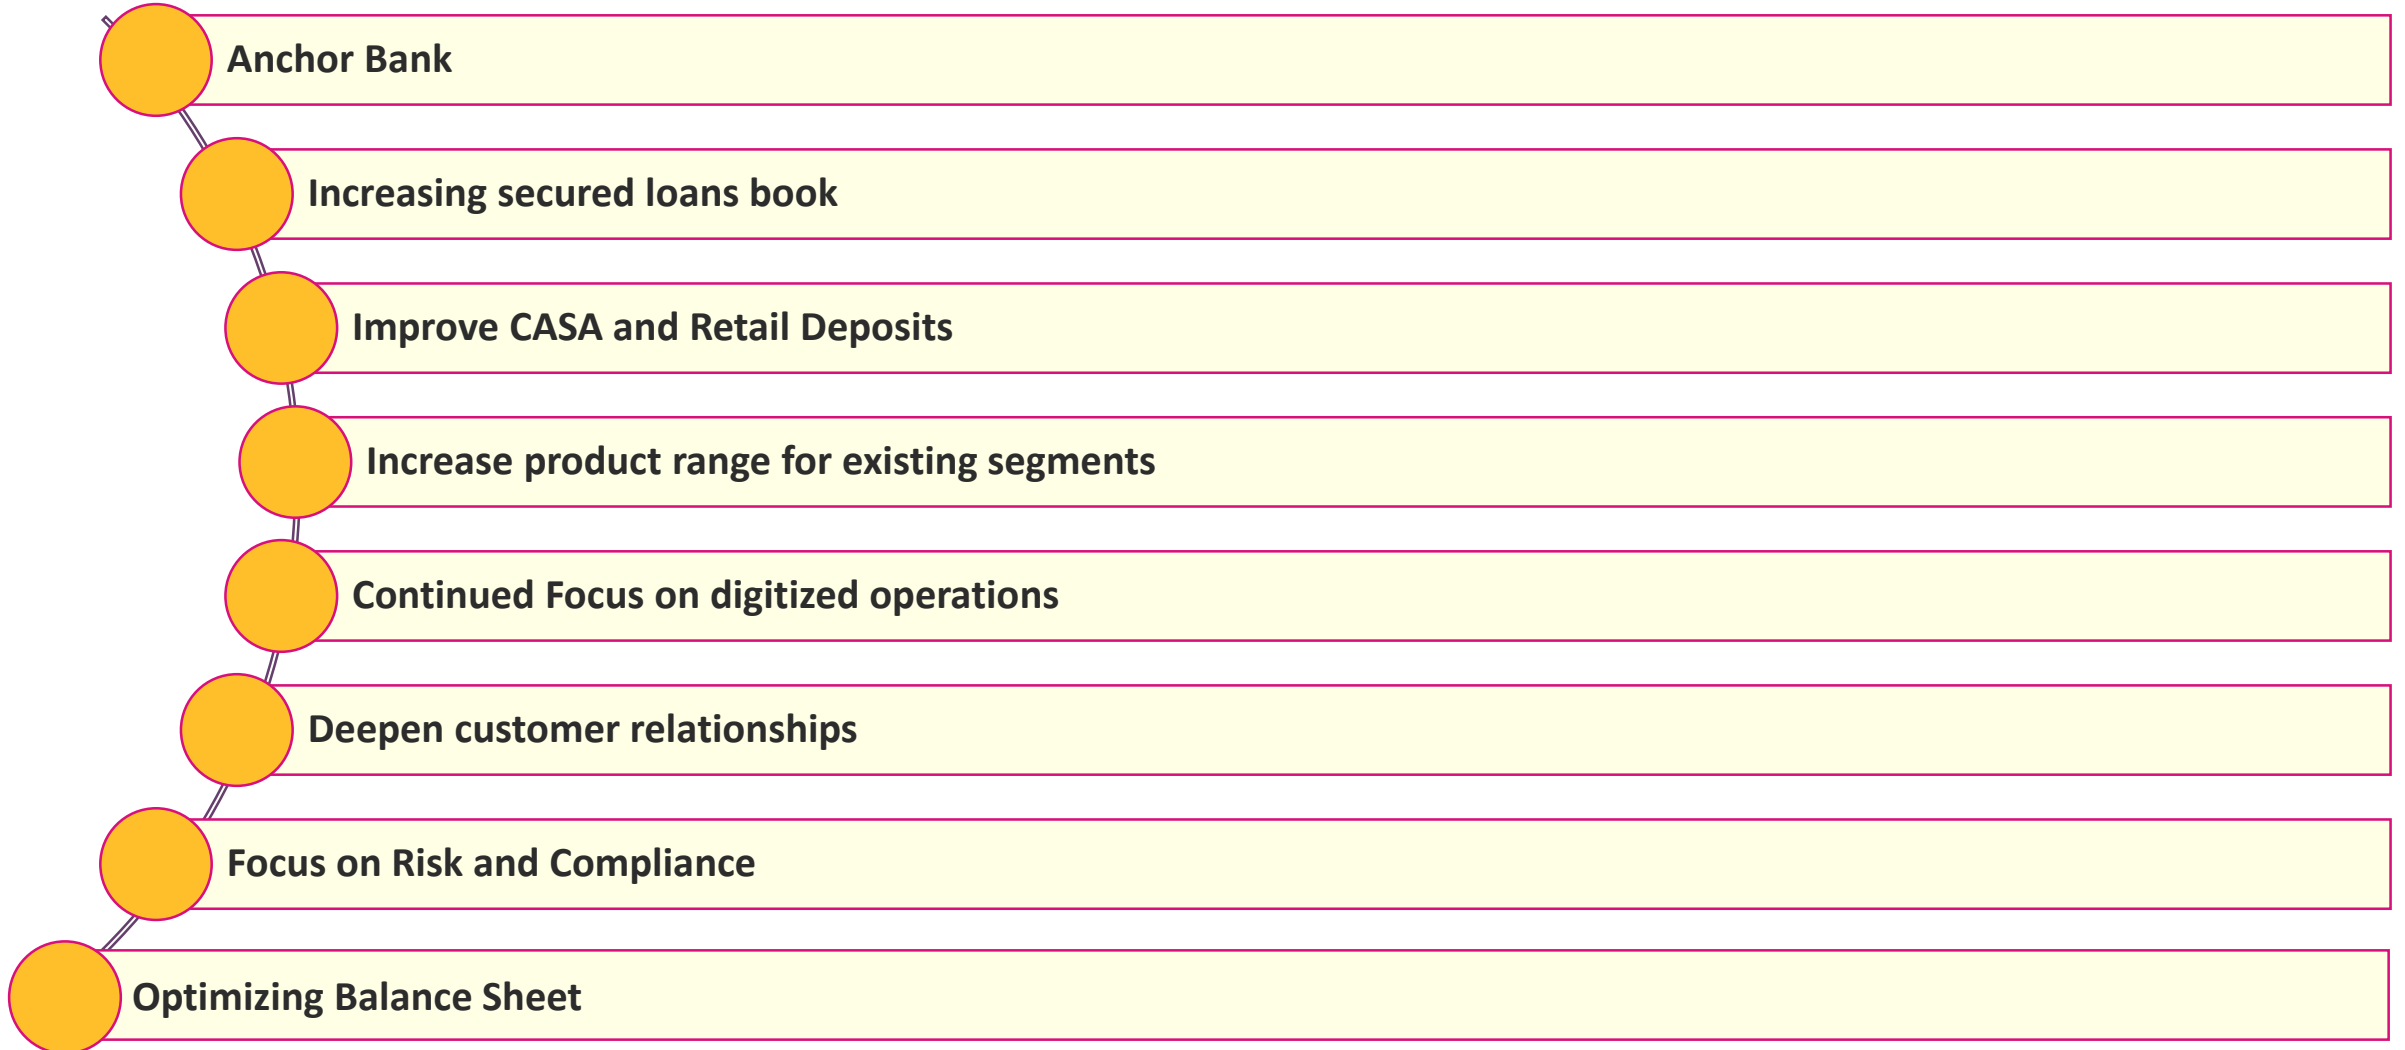 Anchor Bank
Increasing secured loans book
Improve CASA and Retail Deposits
Increase product range for existing segments
Continued Focus on digitized operations
Deepen customer relationships
Focus on Risk and Compliance
Optimizing Balance Sheet